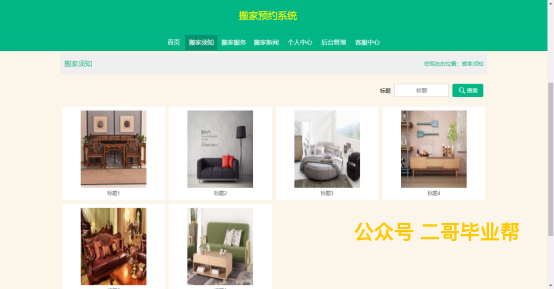 搬家预约系统
首页 搬家须知 搬家服务 搬家新闻 个人中心 后台管理 客服中心
搬家须知 您现在的位置：搬家须知
标题 标题 搜索
标题1 标题2 标题3 标题4
公众号 二哥毕业帮